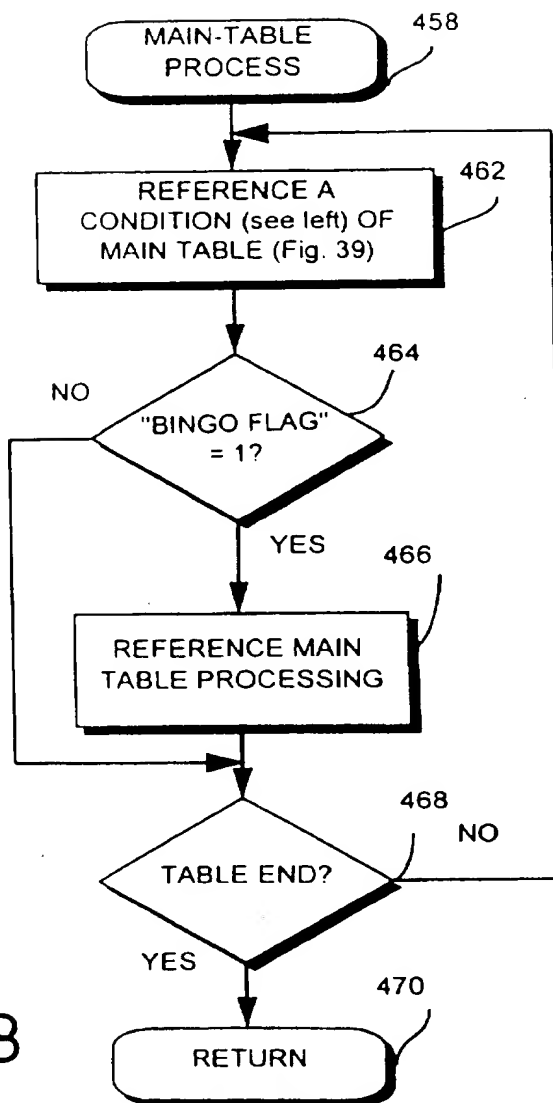 MAIN-TABLE
PROCESS
458
REFERENCE A
CONDITION (see left) OF
MAIN TABLE (Fig. 39)
462
464
NO
"BINGO FLAG"
= 1?
YES
466
REFERENCE MAIN
TABLE PROCESSING
468
NO
TABLE END?
YES
470
RETURN
B